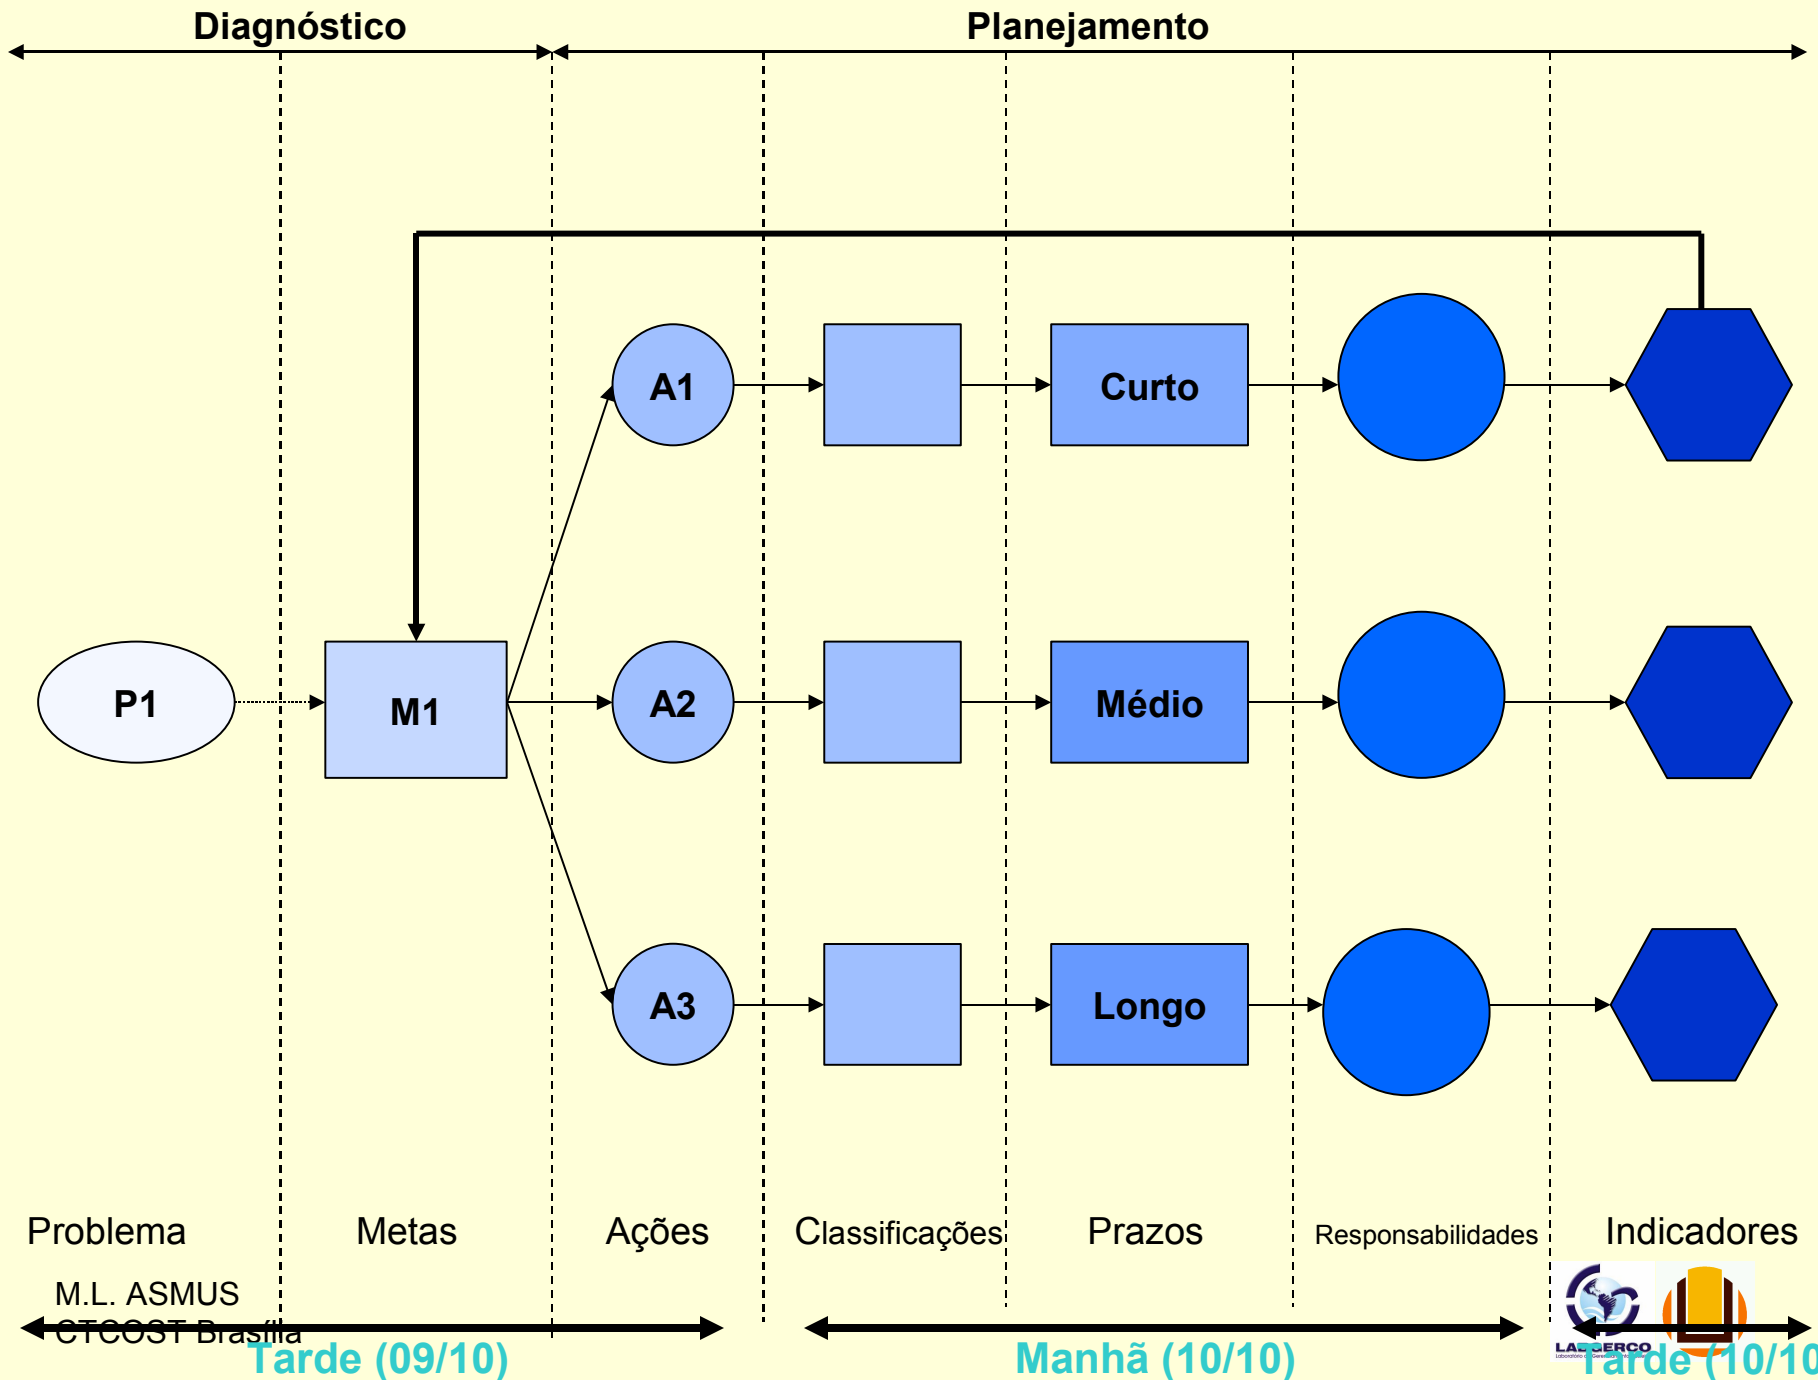 Diagnóstico
Planejamento
A1
Curto
P1
M1
A2
Médio
A3
Longo
Problema
Metas
Ações
Classificações
Prazos
Responsabilidades
Indicadores
M.L. ASMUS
CTCOST Brasília
LABGERCO
Tarde (09/10)
Manhã (10/10)
Tarde (10/10